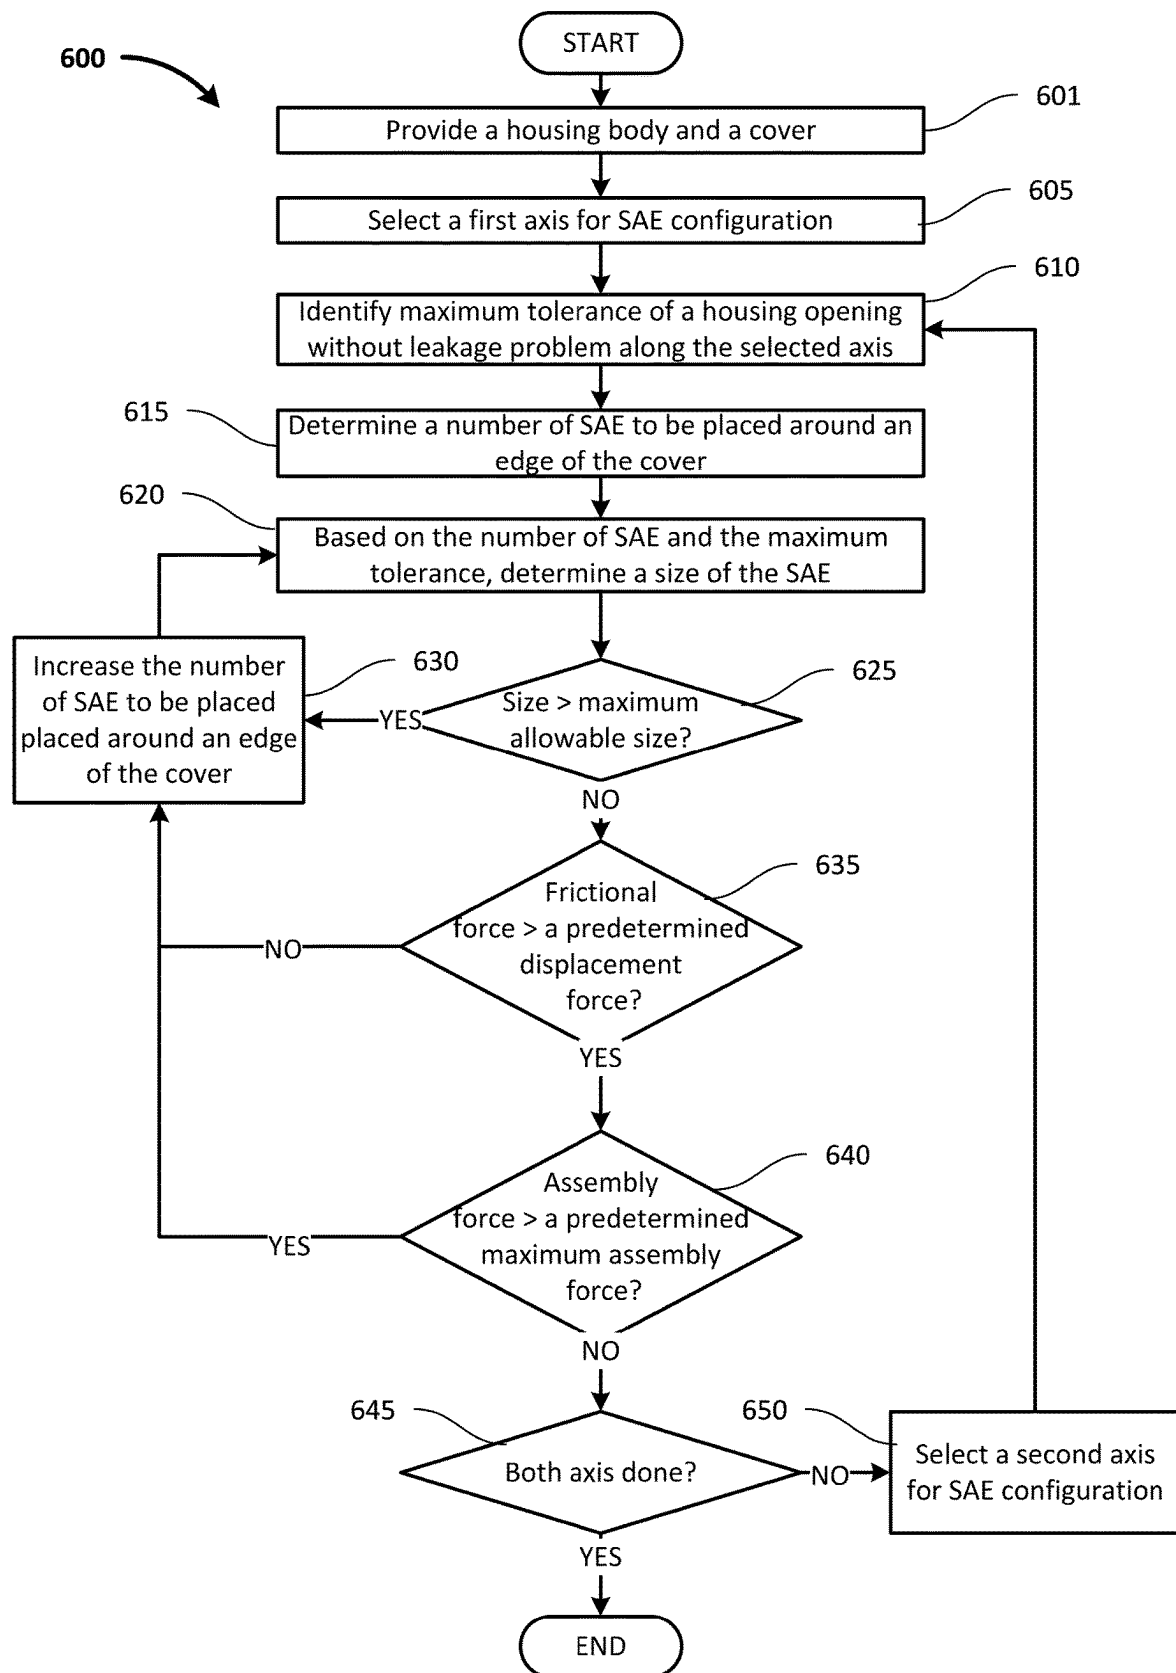 START
600
601
Provide a housing body and a cover
605
Select a first axis for SAE configuration
610
Identify maximum tolerance of a housing opening
without leakage problem along the selected axis
615
Determine a number of SAE to be placed around an
edge of the cover
620
Based on the number of SAE and the maximum
tolerance, determine a size of the SAE
630
Increase the number
of SAE to be placed
placed around an edge
of the cover
625
Size > maximum
allowable size?
YES
NO
635
Frictional
force > a predetermined
displacement
force?
NO
YES
640
Assembly
force > a predetermined
maximum assembly
force?
YES
NO
645
Both axis done?
NO
650
Select a second axis
for SAE configuration
YES
END